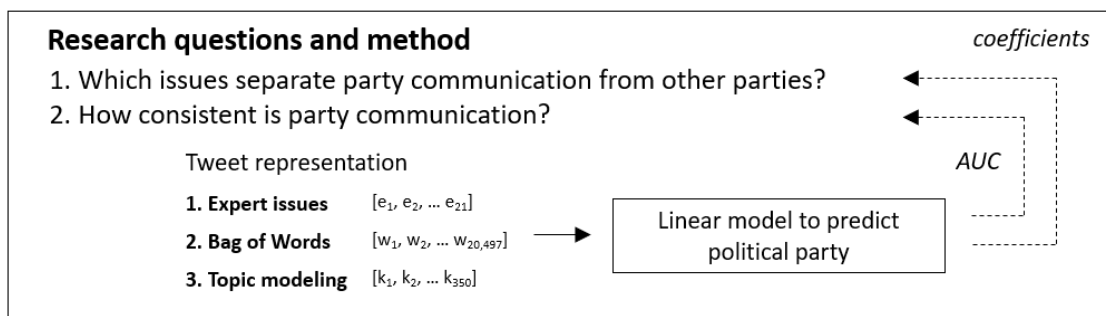 Research questions and method
coefficients
1. Which issues separate party communication from other parties?
2. How consistent is party communication?
AUC
Tweet representation
1. Expert issues [e₁, e₂, ... e₂₁]
2. Bag of Words [w₁, w₂, ... w₂₀,₄₉₇]
3. Topic modeling [k₁, k₂, ... k₃₅₀]
Linear model to predict
political party